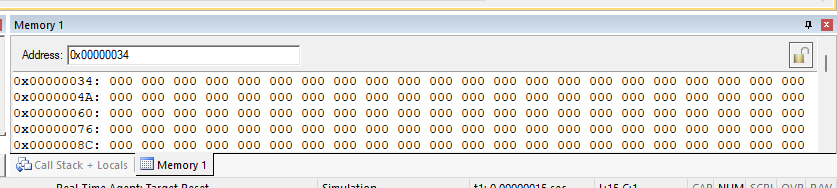 Memory 1
Address: 0x00000034
0x00000034: 000 000 000 000 000 000 000 000 000 000 000 000 000 000 000 000 000 000 000 000 000 000
0x0000004A: 000 000 000 000 000 000 000 000 000 000 000 000 000 000 000 000 000 000 000 000 000 000
0x00000060: 000 000 000 000 000 000 000 000 000 000 000 000 000 000 000 000 000 000 000 000 000 000
0x00000076: 000 000 000 000 000 000 000 000 000 000 000 000 000 000 000 000 000 000 000 000 000 000
0x0000008C: 000 000 000 000 000 000 000 000 000 000 000 000 000 000 000 000 000 000 000 000 000 000
Call Stack + Locals Memory 1
Real-Time Agent: Target Reset Simulation t1: 0.00000015 sec L:15 C:1 CAP NUM SCRL OVR R/W